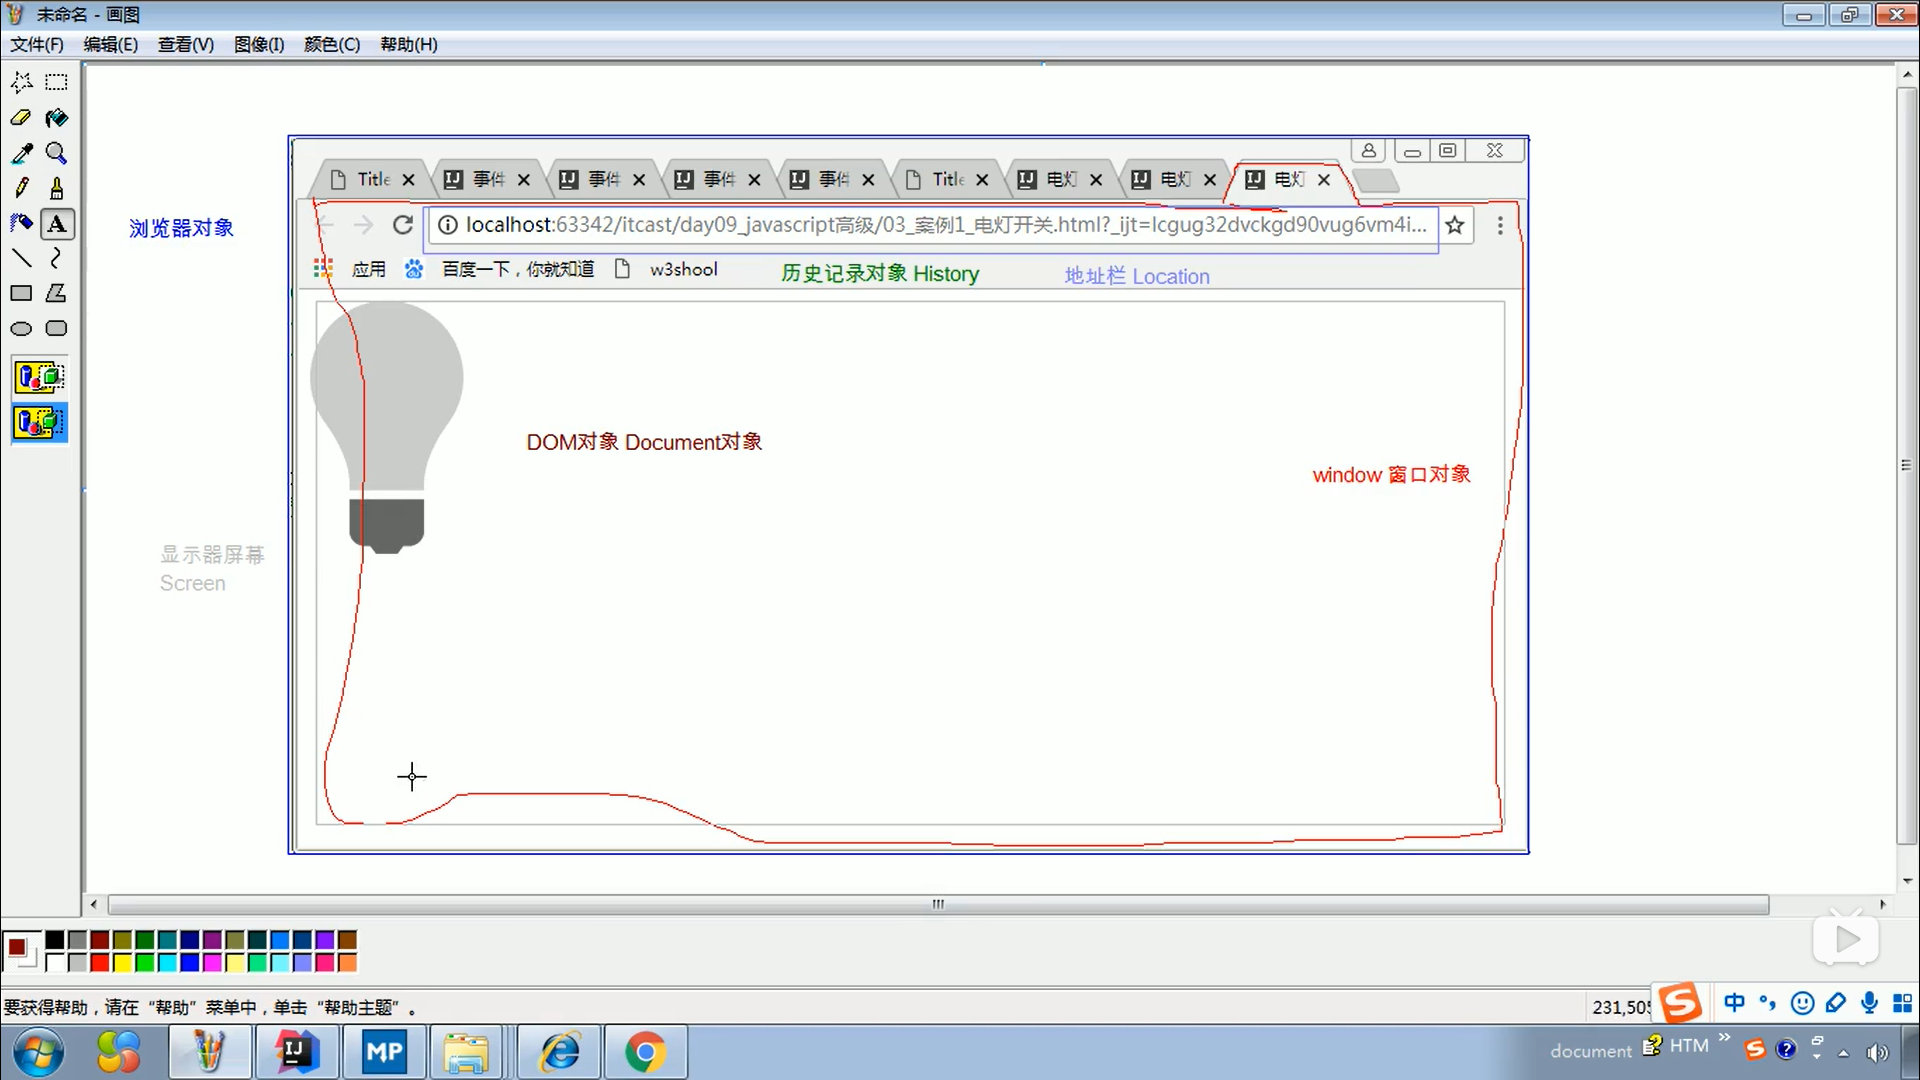 未命名 - 画图
文件(F) 编辑(E) 查看(V) 图像(I) 颜色(C) 帮助(H)
Title 事件 事件 事件 事件 Title 电灯 电灯 电灯
浏览器对象
localhost:63342/itcast/day09_javascript高级/03_案例1_电灯开关.html?_ijt=lcgug32dvckgd90vug6vm4i...
应用 百度一下，你就知道 w3shool 历史记录对象 History 地址栏 Location
DOM对象 Document对象
window 窗口对象
显示器屏幕
Screen
要获得帮助，请在“帮助”菜单中，单击“帮助主题”。
231,505
中
document HTM